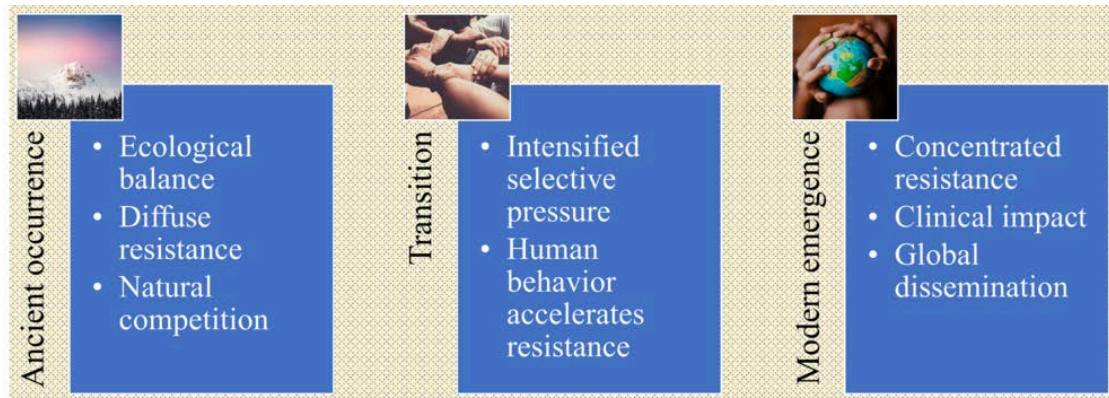 Ancient occurrence
• Ecological
balance
• Diffuse
resistance
• Natural
competition
Transition
• Intensified
selective
pressure
• Human
behavior
accelerates
resistance
Modern emergence
• Concentrated
resistance
• Clinical impact
• Global
dissemination